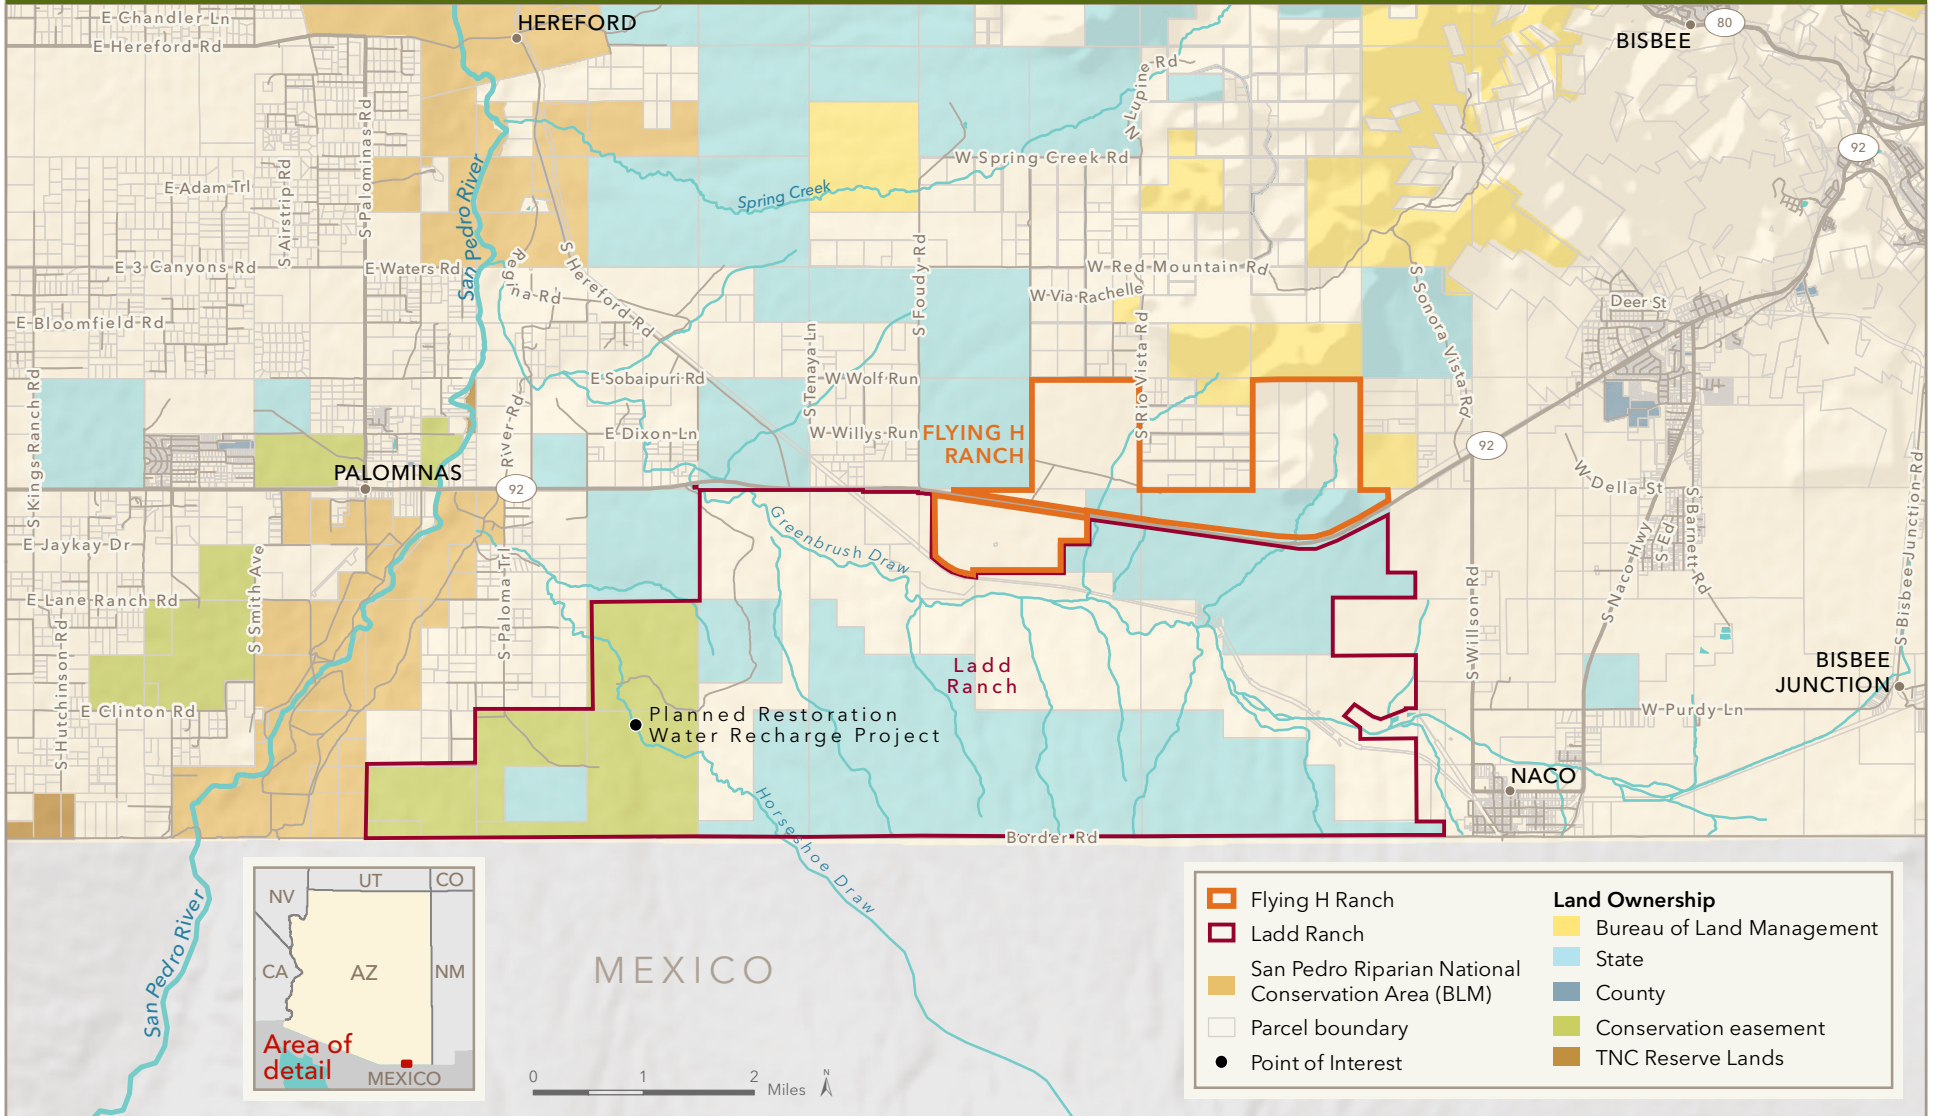 E Chandler Ln
HEREFORD
BISBEE
80
E Hereford Rd
N Lupine Rd
92
S Palominas Rd
W Spring Creek Rd
S Airstrip Rd
E Adam Trl
San Pedro River
Spring Creek
E 3 Canyons Rd
E Waters Rd
Regina Rd
S Hereford Rd
S Foudy Rd
W Red Mountain Rd
W Via Rachelle
S Sonora Vista Rd
Deer St
E Bloomfield Rd
S Tenaya Ln
S Rio Vista Rd
S Kings Ranch Rd
E Sobaipuri Rd
W Wolf Run
River Rd
E Dixon Ln
W Willys Run
FLYING H
RANCH
92
PALOMINAS
92
W Della St
S Barnett Rd
S Ed
S Bisbee Junction Rd
Greenbrush Draw
E Jaykay Dr
S Smith Ave
S Paloma Trl
S Naco Hwy
S Willson Rd
E Lane Ranch Rd
S Hutchinson Rd
Ladd
Ranch
BISBEE
JUNCTION
E Clinton Rd
Planned Restoration
Water Recharge Project
W Purdy Ln
NACO
Horseshoe Draw
Border Rd
San Pedro River
MEXICO
NV
UT
CO
CA
AZ
NM
Area of
detail
MEXICO
0 1 2
Miles
N
Flying H Ranch
Ladd Ranch
San Pedro Riparian National
Conservation Area (BLM)
Parcel boundary
Point of Interest
Land Ownership
Bureau of Land Management
State
County
Conservation easement
TNC Reserve Lands